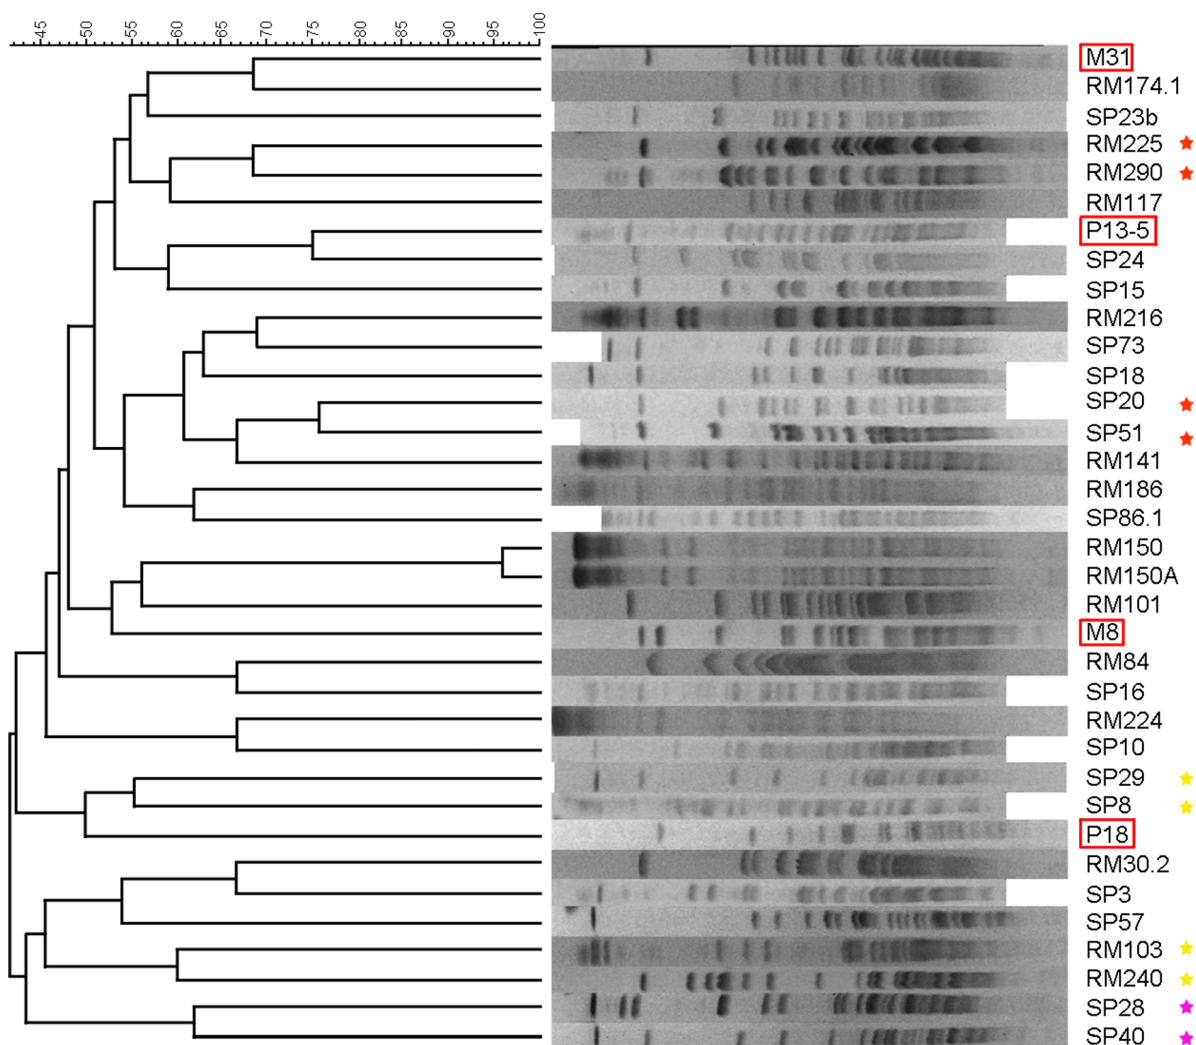 45 50 55 60 65 70 75 80 85 90 95 100
M31
RM174.1
SP23b
RM225
RM290
RM117
P13-5
SP24
SP15
RM216
SP73
SP18
SP20
SP51
RM141
RM186
SP86.1
RM150
RM150A
RM101
M8
RM84
SP16
RM224
SP10
SP29
SP8
P18
RM30.2
SP3
SP57
RM103
RM240
SP28
SP40